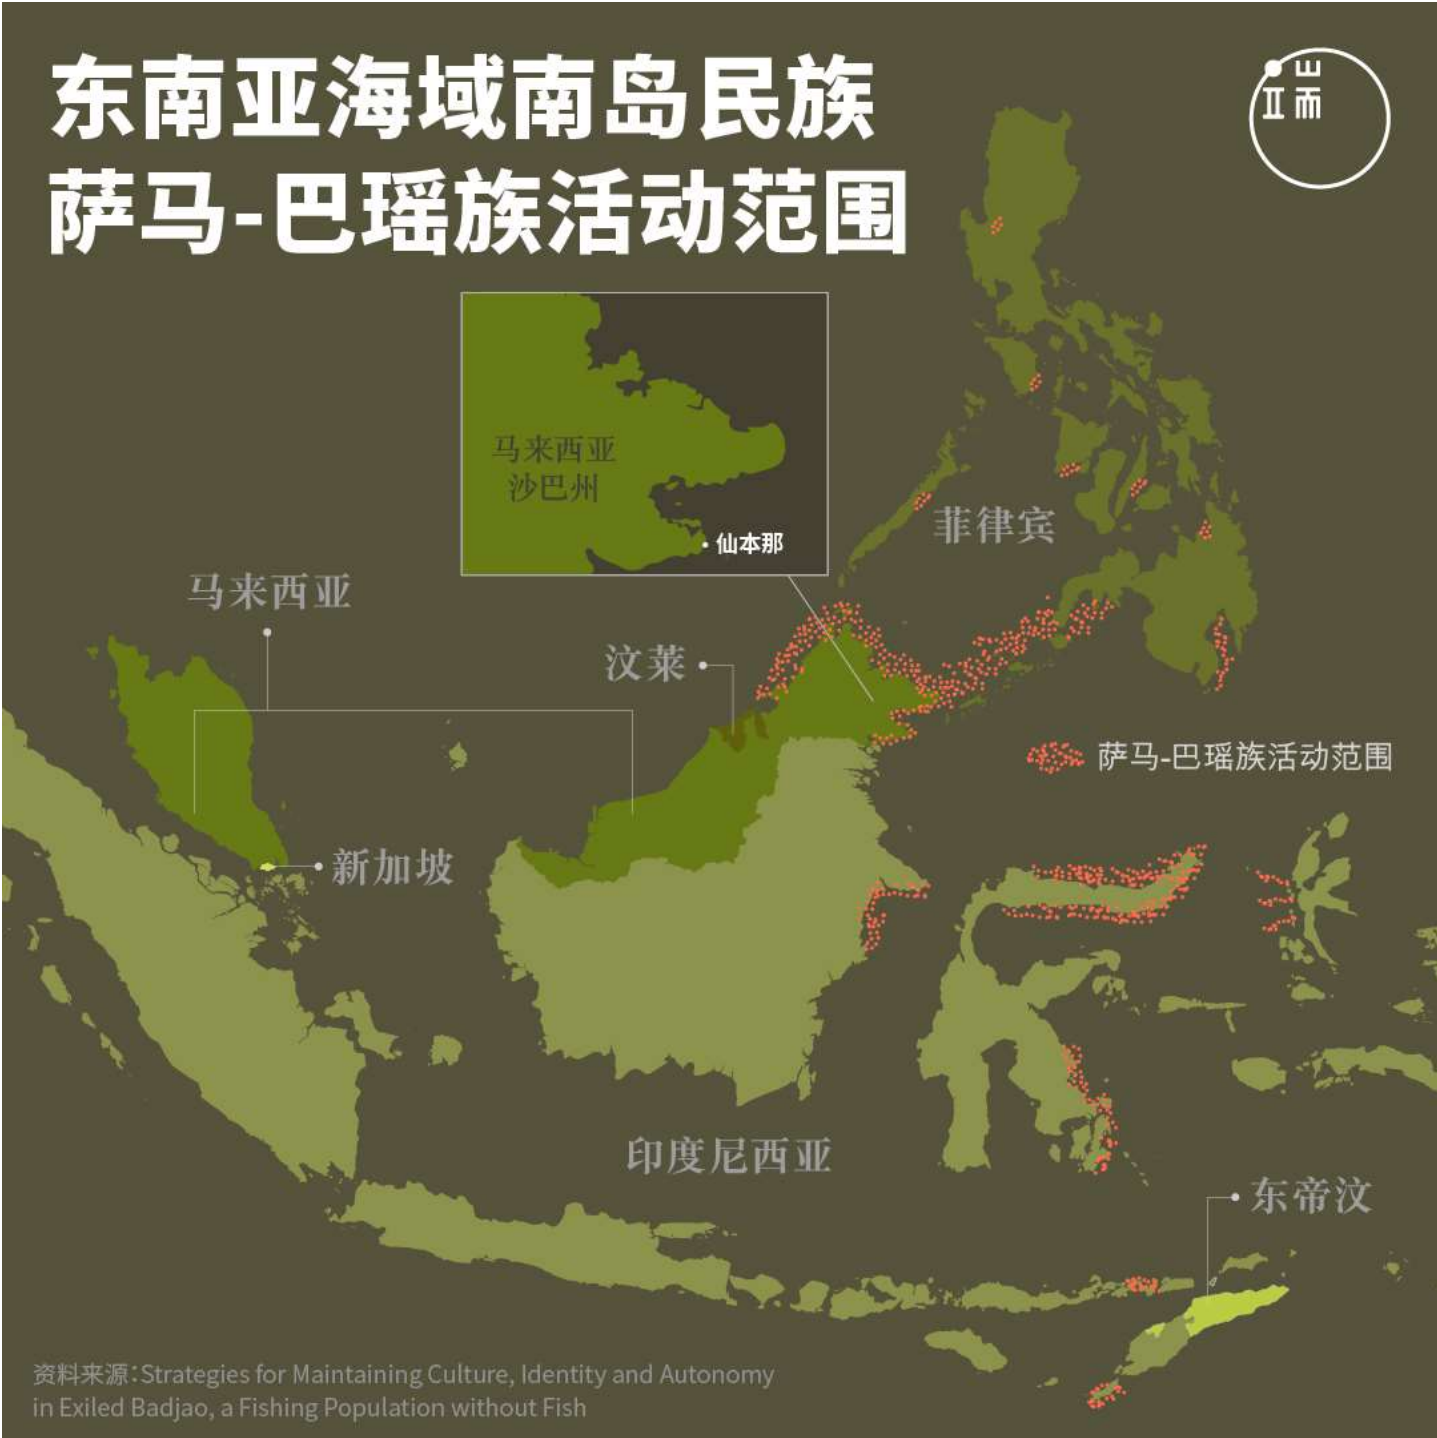 东南亚海域南岛民族
萨马-巴瑶族活动范围
端
马来西亚
沙巴州
仙本那
菲律宾
马来西亚
汶莱
萨马-巴瑶族活动范围
新加坡
印度尼西亚
东帝汶
资料来源：Strategies for Maintaining Culture, Identity and Autonomy
in Exiled Badjao, a Fishing Population without Fish